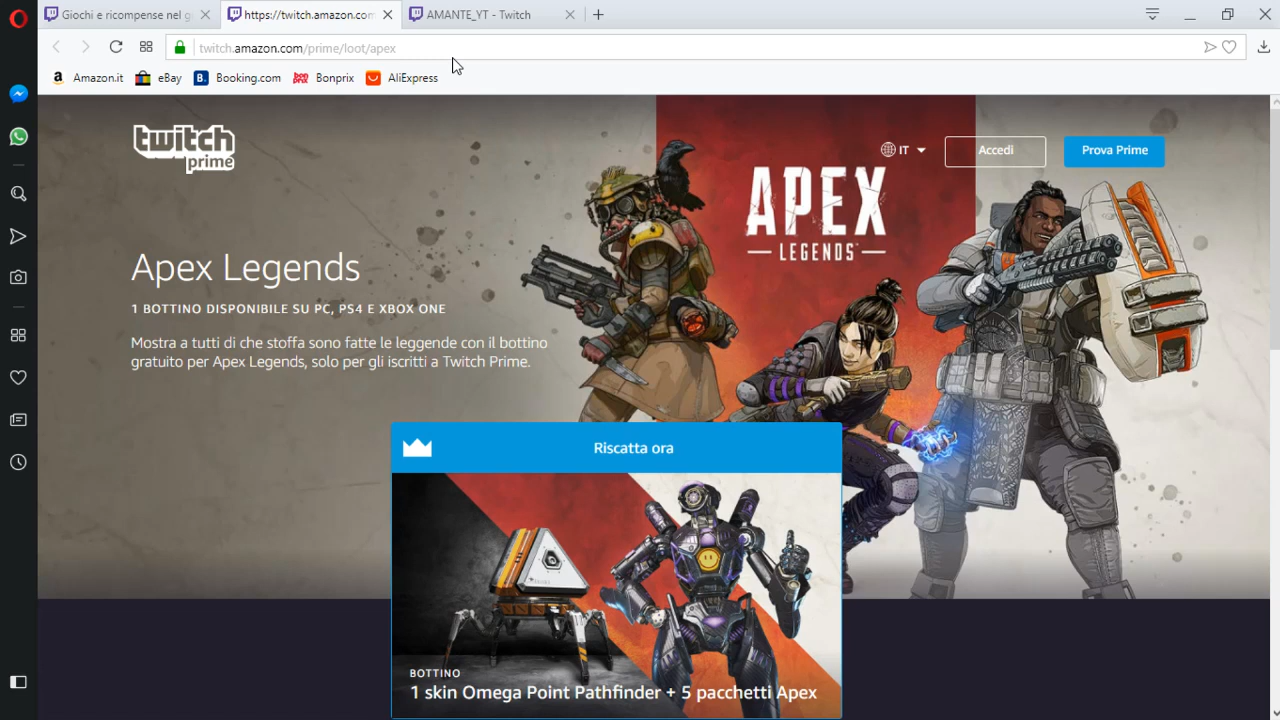 Giochi e ricompense nel g
https://twitch.amazon.com
AMANTE_YT - Twitch
twitch.amazon.com/prime/loot/apex
Amazon.it
eBay
B. Booking.com
bon prix Bonprix
AliExpress
twitch
prime
IT
Accedi
Prova Prime
APEX
LEGENDS
Apex Legends
1 BOTTINO DISPONIBILE SU PC, PS4 E XBOX ONE
Mostra a tutti di che stoffa sono fatte le leggende con il bottino
gratuito per Apex Legends, solo per gli iscritti a Twitch Prime.
Riscatta ora
BOTTINO
1 skin Omega Point Pathfinder + 5 pacchetti Apex